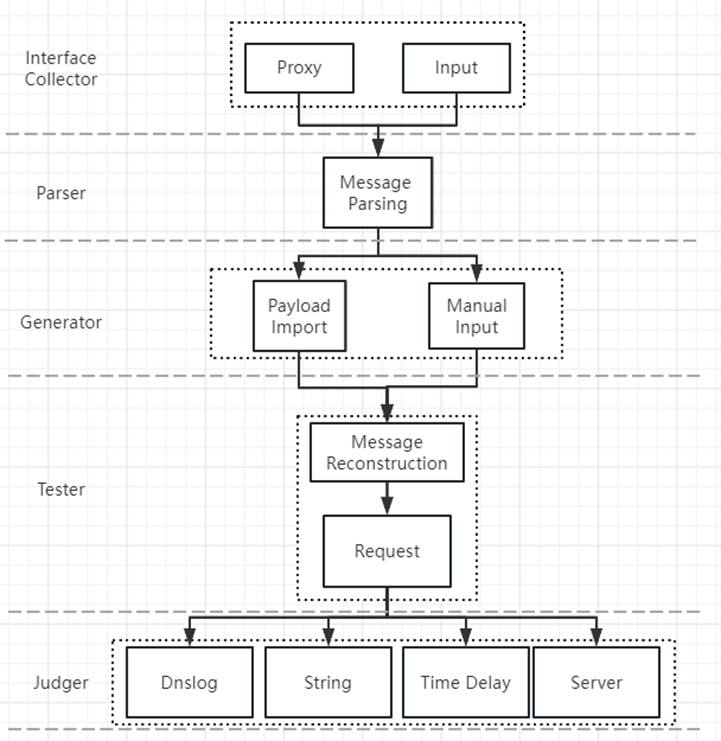 Interface
Collector
Proxy
Input
Parser
Message
Parsing
Generator
Payload
Import
Manual
Input
Tester
Message
Reconstruction
Request
Judger
Dnslog
String
Time Delay
Server